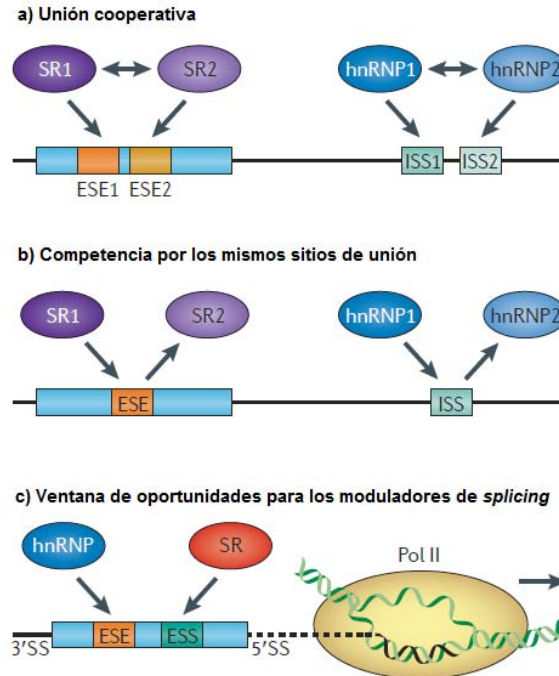 a) Unión cooperativa
SR1 SR2 hnRNP1 hnRNP2
ISS1 ISS2
ESE1 ESE2
b) Competencia por los mismos sitios de unión
SR1 SR2 hnRNP1 hnRNP2
ESE ISS
c) Ventana de oportunidades para los moduladores de splicing
hnRNP SR Pol II
ESE ESS
3'SS 5'SS